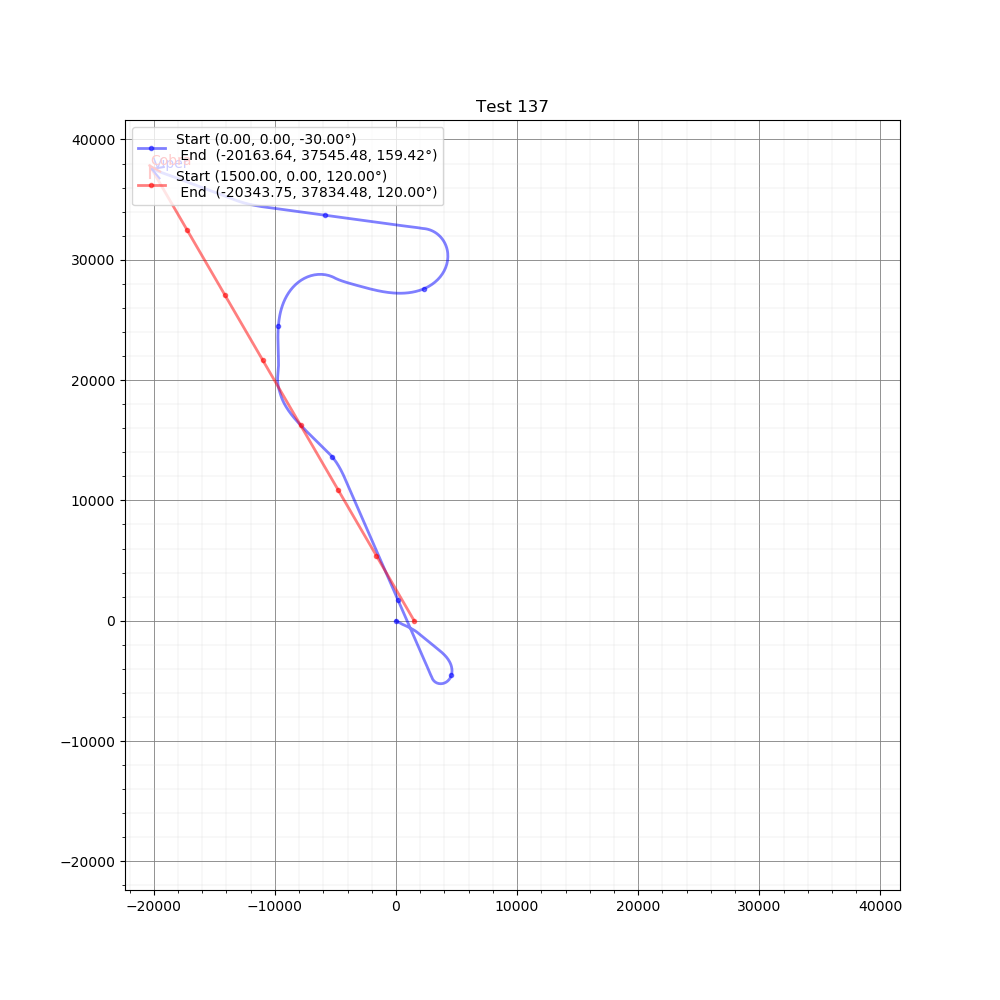 Test 137
Start (0.00, 0.00, -30.00°)
End (-20163.64, 37545.48, 159.42°)
Start (1500.00, 0.00, 120.00°)
End (-20343.75, 37834.48, 120.00°)
40000
30000
20000
10000
0
−10000
−20000
−20000 −10000 0 10000 20000 30000 40000